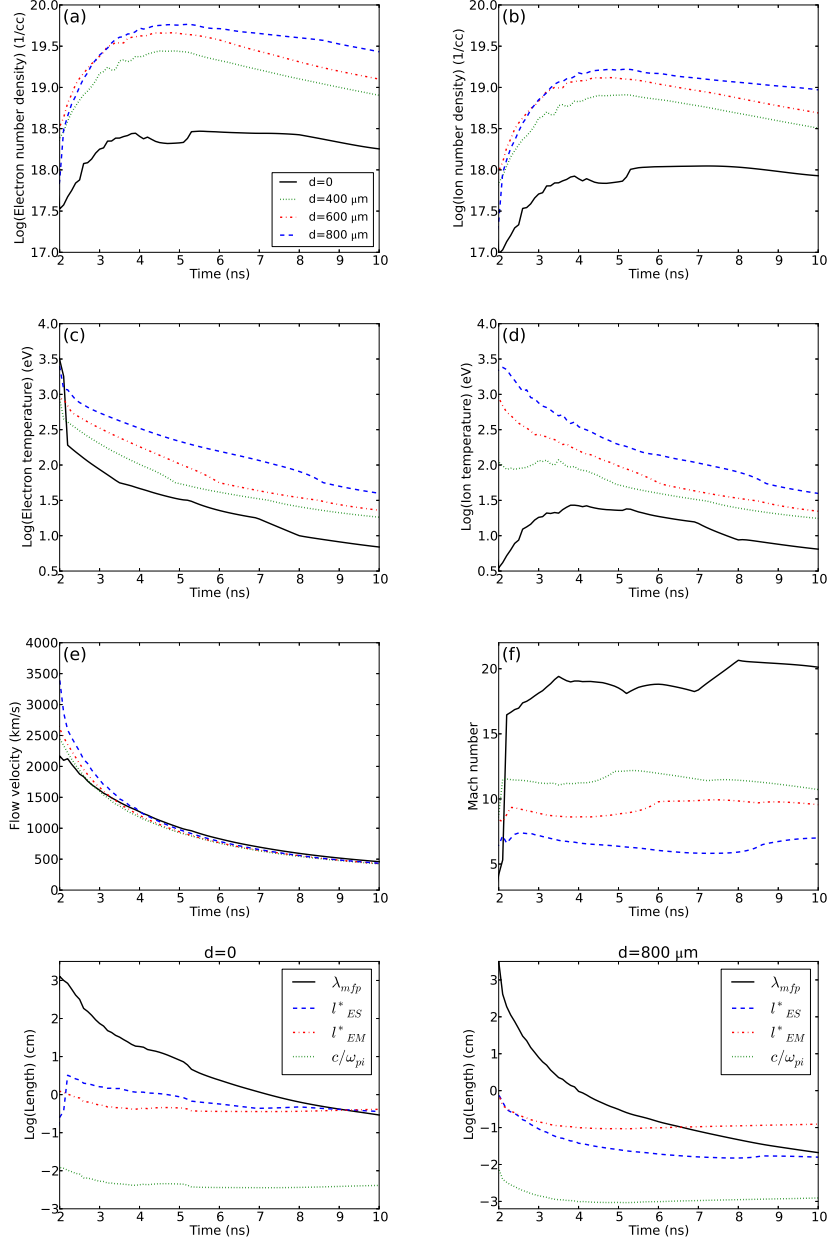 (a)
Log(Electron number density) (1/cc)
20.0
19.5
19.0
18.5
18.0
17.5
17.0
d=0
d=400 μm
d=600 μm
d=800 μm
2 3 4 5 6 7 8 9 10
Time (ns)
(b)
Log(Ion number density) (1/cc)
20.0
19.5
19.0
18.5
18.0
17.5
17.0
2 3 4 5 6 7 8 9 10
Time (ns)
(c)
Log(Electron temperature) (eV)
4.0
3.5
3.0
2.5
2.0
1.5
1.0
0.5
2 3 4 5 6 7 8 9 10
Time (ns)
(d)
Log(Ion temperature) (eV)
4.0
3.5
3.0
2.5
2.0
1.5
1.0
0.5
2 3 4 5 6 7 8 9 10
Time (ns)
(e)
Flow velocity (km/s)
4000
3500
3000
2500
2000
1500
1000
500
0
2 3 4 5 6 7 8 9 10
Time (ns)
(f)
Mach number
20
15
10
5
2 3 4 5 6 7 8 9 10
Time (ns)
d=0
Log(Length) (cm)
3
2
1
0
−1
−2
−3
λmfp
l*ES
l*EM
c/ωpi
2 3 4 5 6 7 8 9 10
Time (ns)
d=800 μm
Log(Length) (cm)
3
2
1
0
−1
−2
−3
λmfp
l*ES
l*EM
c/ωpi
2 3 4 5 6 7 8 9 10
Time (ns)